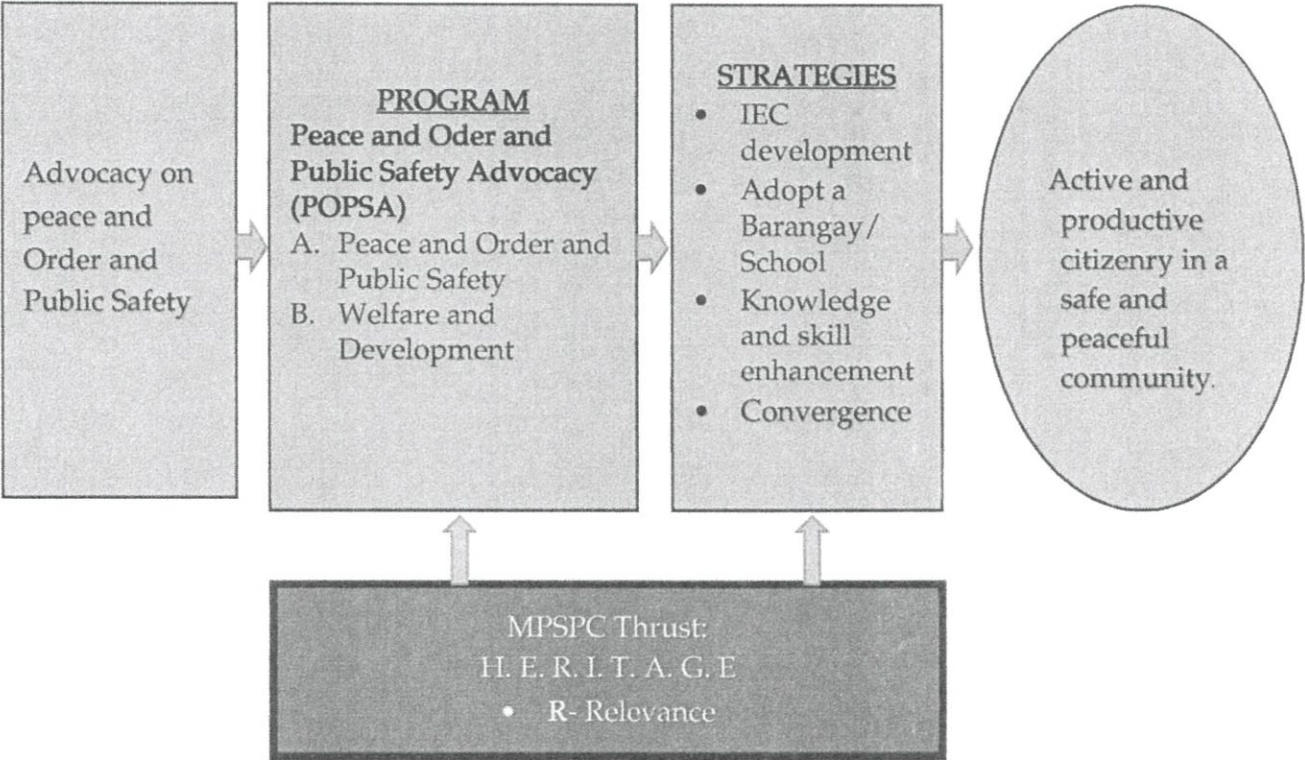 Advocacy on
peace and
Order and
Public Safety
PROGRAM
Peace and Oder and
Public Safety Advocacy
(POPSA)
A. Peace and Order and
Public Safety
B. Welfare and
Development
STRATEGIES
• IEC
development
• Adopt a
Barangay/
School
• Knowledge
and skill
enhancement
• Convergence
Active and
productive
citizenry in a
safe and
peaceful
community.
MPSPC Thrust:
H. E. R. I. T. A. G. E
• R- Relevance